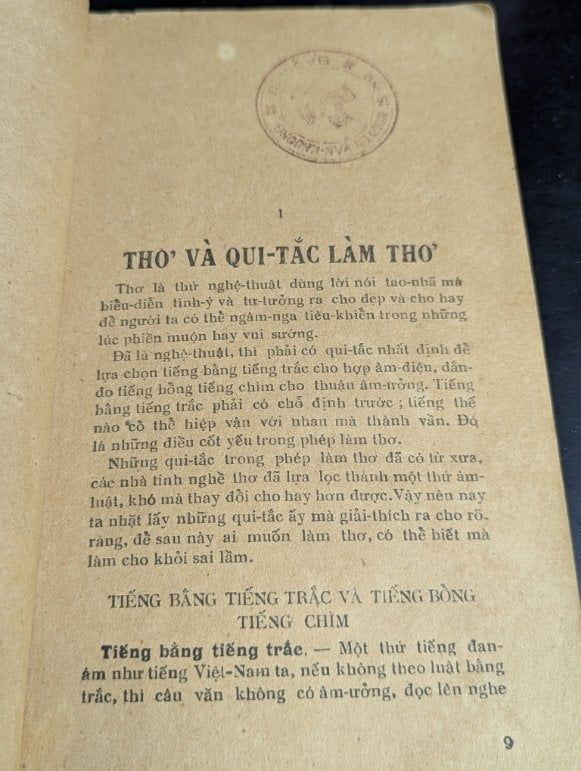 I
THƠ VÀ QUI-TẮC LÀM THƠ
Thơ là thứ nghệ-thuật dùng lời nói tao-nhã mà
biểu-diễn tình-ý và tư-tưởng ra cho đẹp và cho hay
để người ta có thể ngâm-nga tiêu-khiển trong những
lúc phiền muộn hay vui sướng.
Đã là nghệ-thuật, thì phải có qui-tắc nhất định để
lựa chọn tiếng bằng tiếng trắc cho hợp âm-điệu, đắn-
đo tiếng bồng tiếng chìm cho thuận âm-ưởng. Tiếng
bằng tiếng trắc phải có chỗ định trước ; tiếng thế
nào có thể hiệp vận với nhau mà thành vần. Đó
là những điều cốt yếu trong phép làm thơ.
Những qui-tắc trong phép làm thơ đã có từ xưa,
các nhà tinh nghề thơ đã lựa lọc thành một thứ âm-
luật, khó mà thay đổi cho hay hơn được. Vậy nên nay
ta nhặt lấy những qui-tắc ấy mà giải-thích ra cho rõ-
ràng, để sau này ai muốn làm thơ, có thể biết mà
làm cho khỏi sai lầm.
TIẾNG BẰNG TIẾNG TRẮC VÀ TIẾNG BỒNG
TIẾNG CHÌM
Tiếng bằng tiếng trắc. — Một thứ tiếng đan-
âm như tiếng Việt-Nam ta, nếu không theo luật bằng
trắc, thì câu văn không có âm-ưởng, đọc lên nghe
9